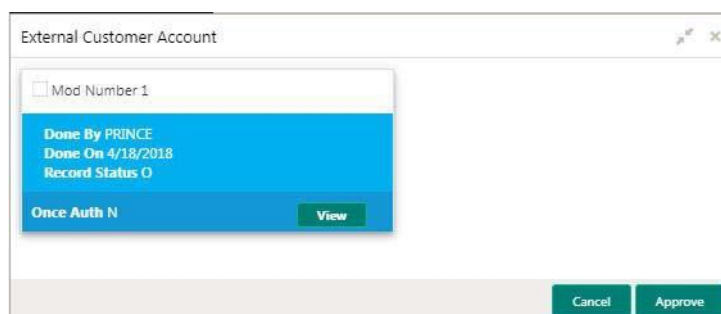 External Customer Account
Mod Number 1
Done By PRINCE
Done On 4/18/2018
Record Status O
Once Auth N
View
Cancel
Approve